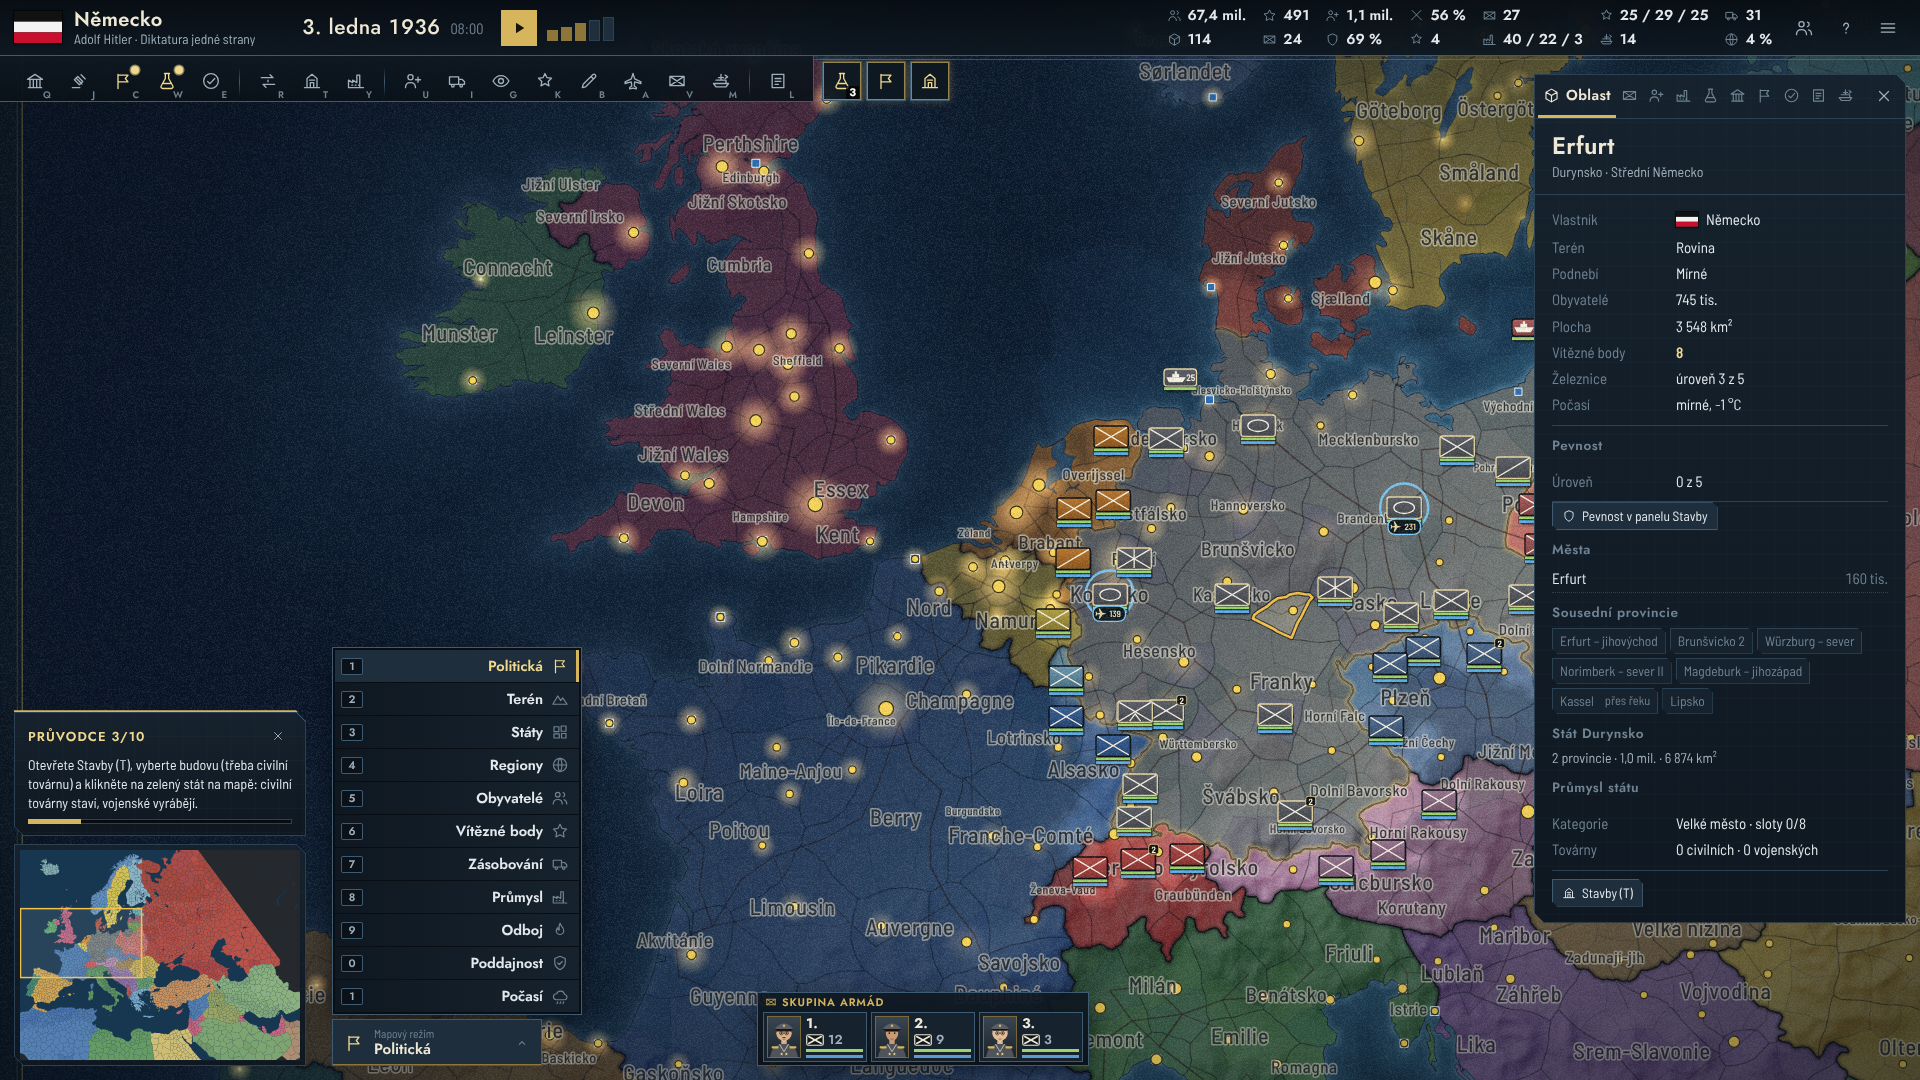 Německo
Adolf Hitler · Diktatura jedné strany
3. ledna 1936 08:00
67,4 mil. 491 1,1 mil. 56 % 27 25 / 29 / 25 31
114 24 69 % 4 40 / 22 / 3 14 4 %
Q J C W E R T Y U I G K B A V M L
3
Oblast
Erfurt
Durynsko · Střední Německo
Vlastník Německo
Terén Rovina
Podnebí Mírné
Obyvatelé 745 tis.
Plocha 3 548 km²
Vítězné body 8
Železnice úroveň 3 z 5
Počasí mírné, -1 °C
Pevnost
Úroveň 0 z 5
Pevnost v panelu Stavby
Města
Erfurt 160 tis.
Sousední provincie
Erfurt – jihovýchod Brunšvicko 2 Würzburg – sever
Norimberk – sever II Magdeburk – jihozápad
Kassel přes řeku Lipsko
Stát Durynsko
2 provincie · 1,0 mil. · 6 874 km²
Průmysl státu
Kategorie Velké město · sloty 0/8
Továrny 0 civilních · 0 vojenských
Stavby (T)
Sørlandet
Göteborg
Perthshire
Edinburgh
Jižní Ulster
Jižní Skotsko
Severní Irsko
Småland
Severní Jutsko
Skåne
Connacht
Cumbria
Jižní Jutsko
Sjælland
Munster
Leinster
Severní Wales
Sheffield
25
Střední Wales
Mecklenbursko
Jižní Wales
Overijssel
Devon
Essex
Hampshire
Kent
Zéland
Hannoversko
Brabant
Antverpy
Brunšvicko
231
139
Nord
Namur
Hesensko
Dolní Normandie
Pikardie
Champagne
Île-de-France
Franky
Plzeň
2
2
Lotrinsko
Württembersko
Alsasko
Maine-Anjou
Loira
Švábsko
Dolní Bavorsko
Dolní Rakousy
2
Poitou
Berry
Burgundsko
Franche-Comté
Horní Rakousy
2
Ženeva-Vaud
Graubünden
Korutany
Limousin
Akvitánie
Auvergne
Savojsko
Friuli
Maribor
Velká nížina
Zadunají-jih
Lublaň
Milán
Benátsko
Istrie
Záhřeb
Vojvodina
Emilie
Romagna
Lika
Srem-Slavonie
Gaskoňsko
PRŮVODCE 3/10
Otevřete Stavby (T), vyberte budovu (třeba civilní
továrnu) a klikněte na zelený stát na mapě: civilní
továrny staví, vojenské vyrábějí.
1 Politická
2 Terén
3 Státy
4 Regiony
5 Obyvatelé
6 Vítězné body
7 Zásobování
8 Průmysl
9 Odboj
0 Poddajnost
1 Počasí
Mapový režim
Politická
SKUPINA ARMÁD
1. 12
2. 9
3. 3